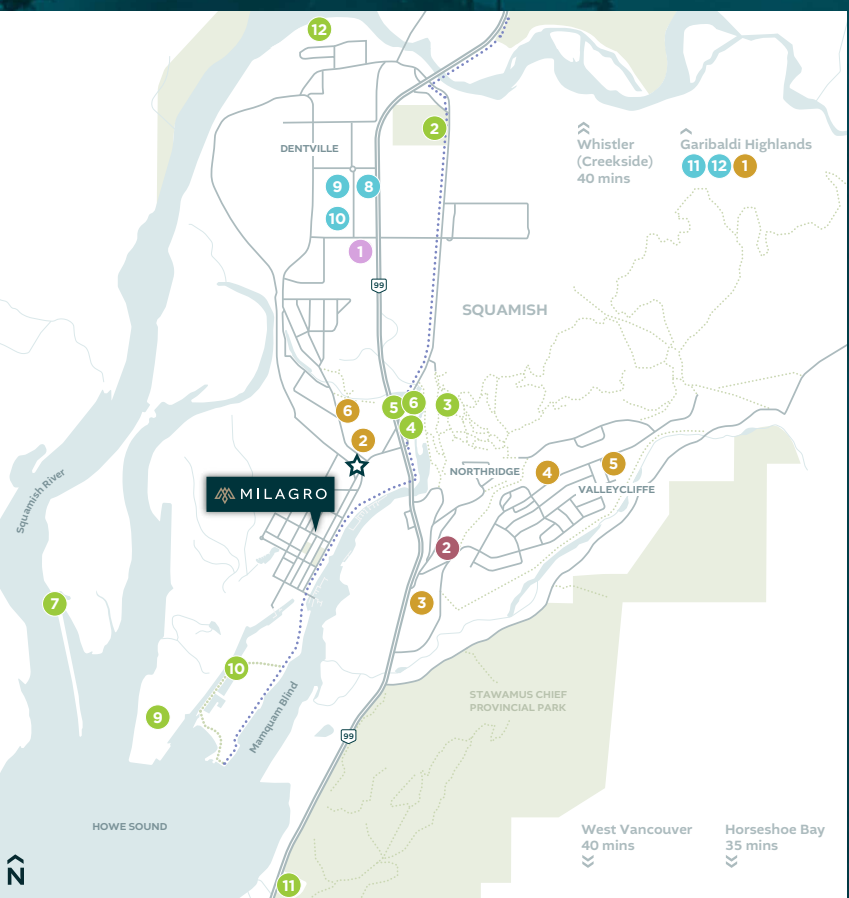 12
2
DENTVILLE
Whistler
(Creekside)
40 mins
Garibaldi Highlands
11 12 1
9 8
10
1
99
SQUAMISH
6
5 6
3
4
2
MILAGRO
NORTHRIDGE
4
5
VALLEYCLIFFE
Squamish River
2
3
7
10
9
Mamquam Blind
STAWAMUS CHIEF
PROVINCIAL PARK
99
HOWE SOUND
West Vancouver
40 mins
Horseshoe Bay
35 mins
N
11